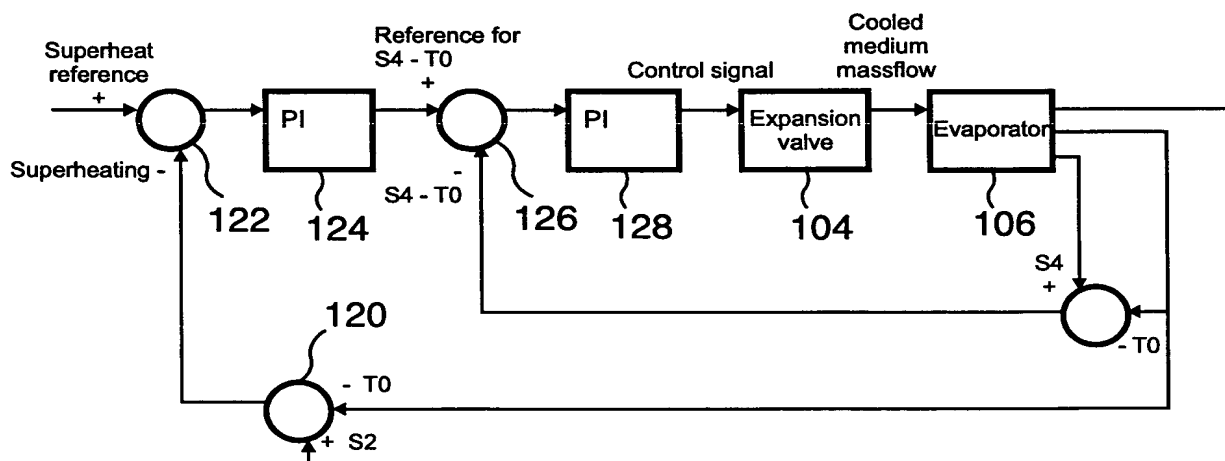 Superheat
reference
+
Reference for
S4 - T0
+
Control signal
Cooled
medium
massflow
PI
PI
Expansion
valve
Evaporator
Superheating -
-
S4 - T0
122
124
126
128
104
106
S4
+
- T0
120
- T0
+ S2